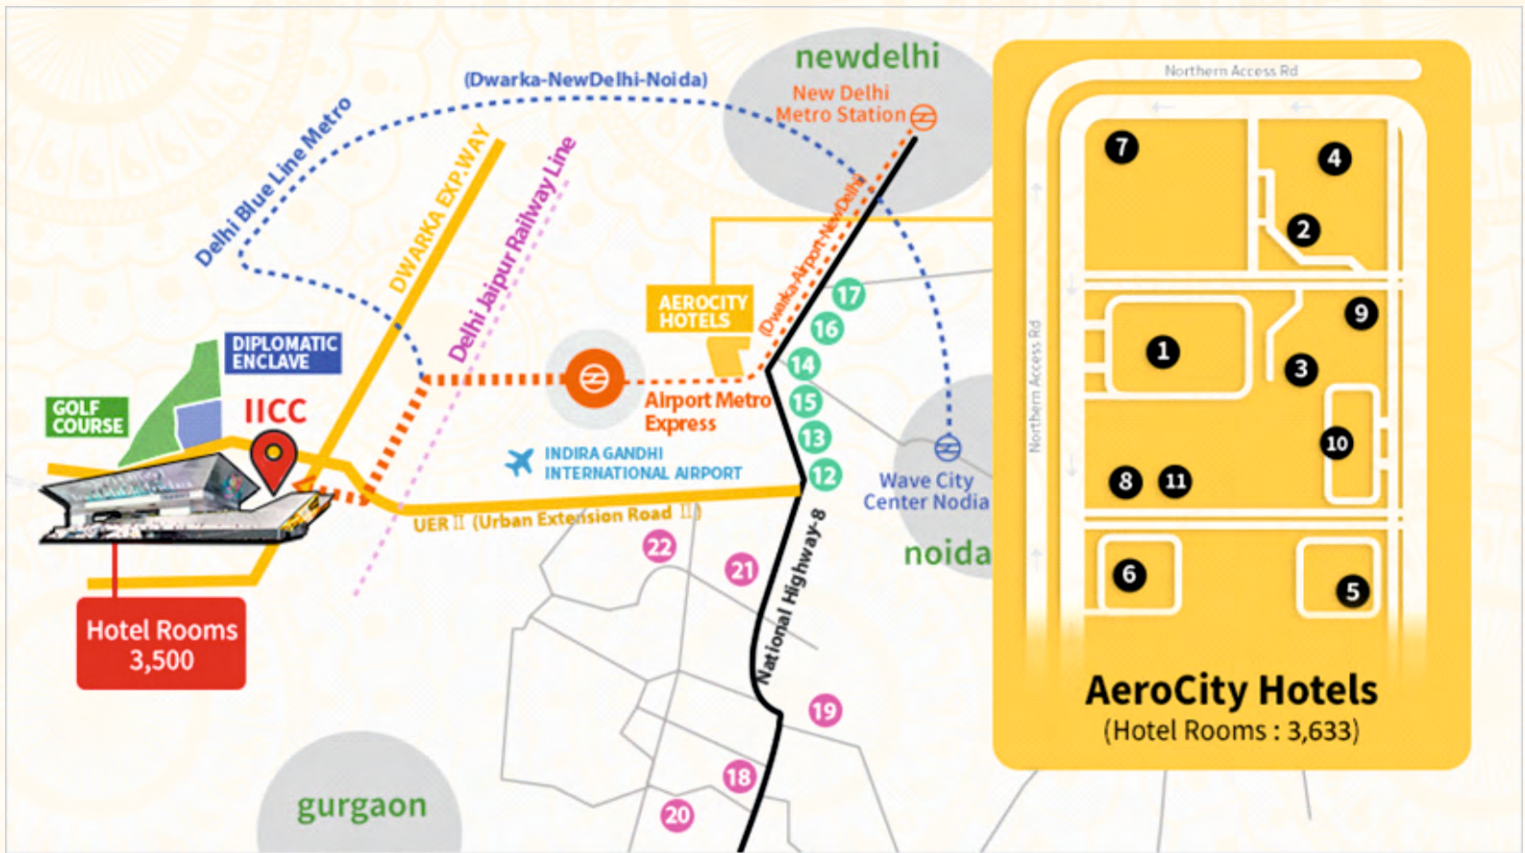 newdelhi
New Delhi
Metro Station
(Dwarka-NewDelhi-Noida)
Delhi Blue Line Metro
DWARKA EXP.WAY
Delhi Jaipur Railway Line
(Dwarka-Airport-NewDelhi)
AEROCITY
HOTELS
17
16
14
15
13
12
DIPLOMATIC
ENCLAVE
GOLF
COURSE
IICC
Airport Metro
Express
INDIRA GANDHI
INTERNATIONAL AIRPORT
UER II (Urban Extension Road II)
Wave City
Center Nodia
noida
National Highway-8
22
21
19
18
20
Hotel Rooms
3,500
gurgaon
Northern Access Rd
Northern Access Rd
7
4
2
9
1
3
10
8
11
6
5
AeroCity Hotels
(Hotel Rooms : 3,633)